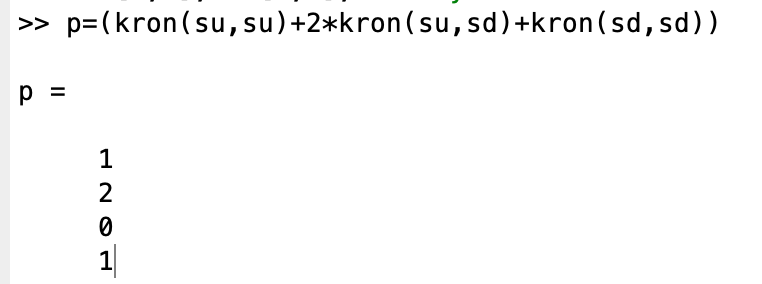 >> p=(kron(su,su)+2*kron(su,sd)+kron(sd,sd))
p =
1
2
0
1